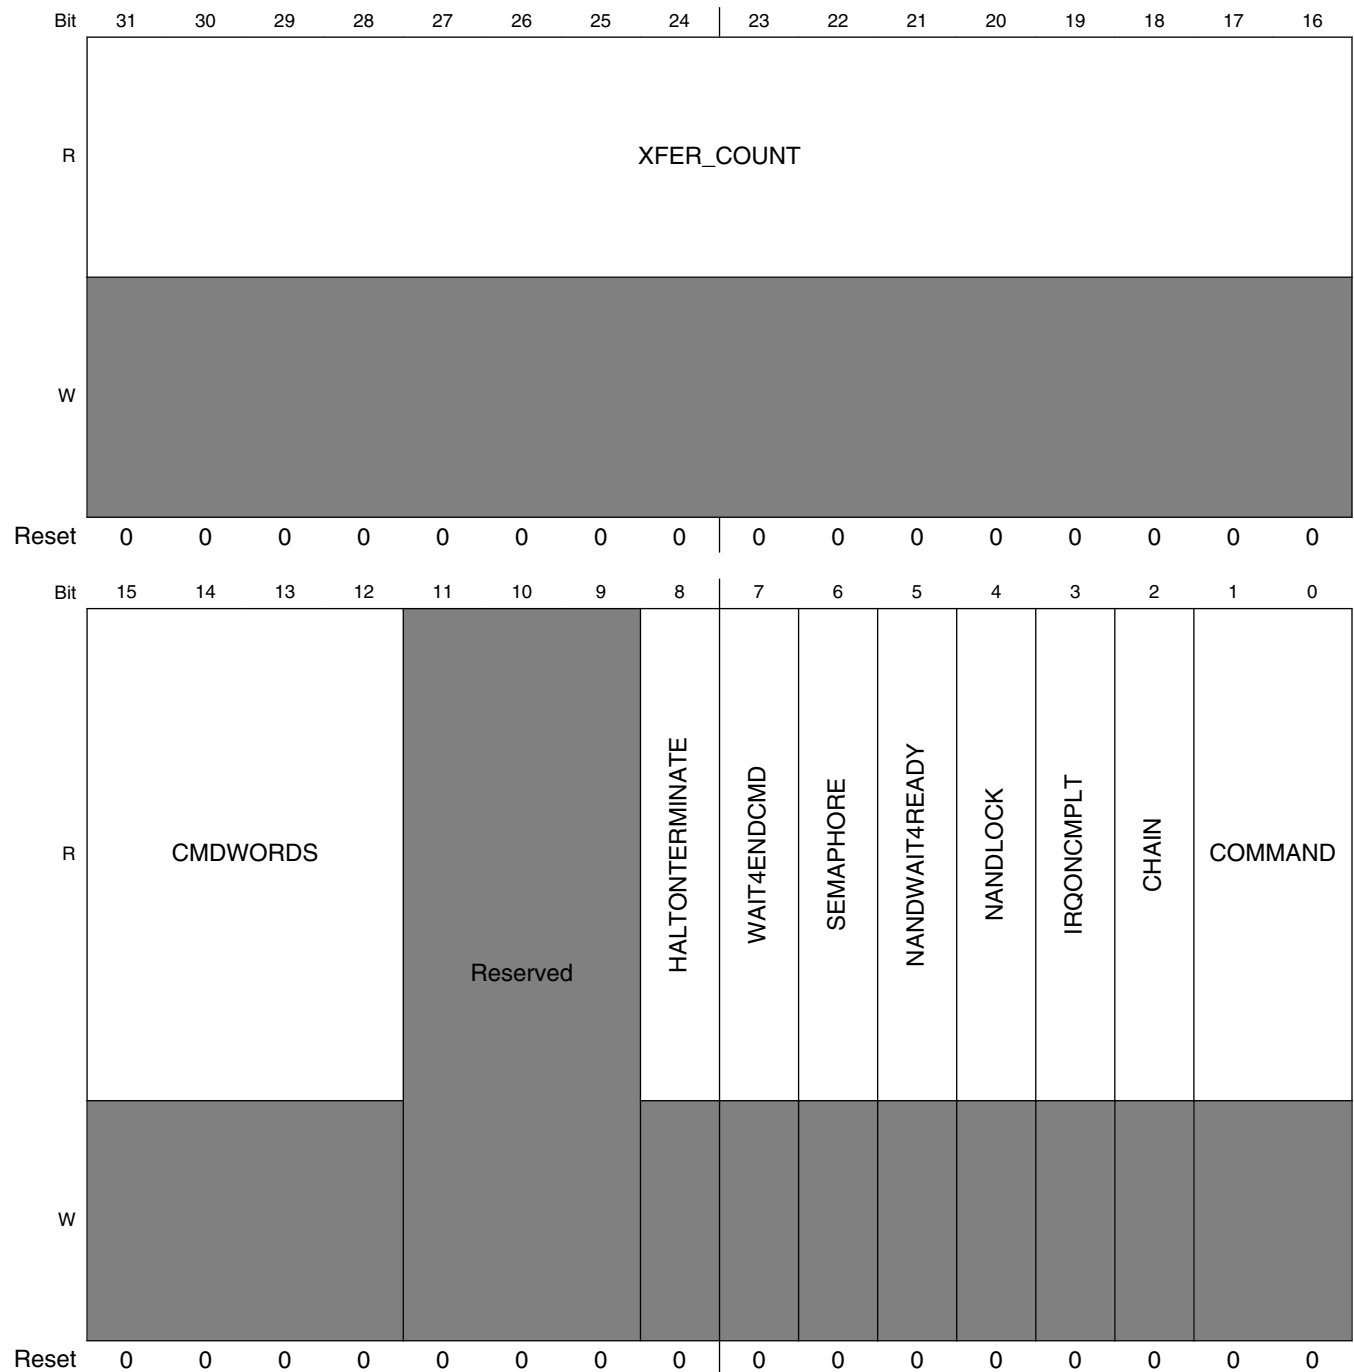 Bit 31 30 29 28 27 26 25 24 23 22 21 20 19 18 17 16
R XFER_COUNT
W
Reset 0 0 0 0 0 0 0 0 0 0 0 0 0 0 0 0
Bit 15 14 13 12 11 10 9 8 7 6 5 4 3 2 1 0
R CMDWORDS Reserved HALTONTERMINATE WAIT4ENDCMD SEMAPHORE NANDWAIT4READY NANDLOCK IRQONCMPLT CHAIN COMMAND
W
Reset 0 0 0 0 0 0 0 0 0 0 0 0 0 0 0 0